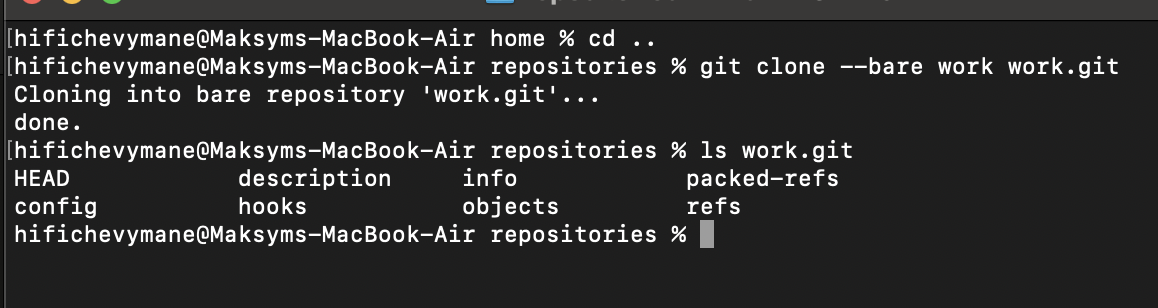 [hifichevymane@Maksyms-MacBook-Air home % cd ..
[hifichevymane@Maksyms-MacBook-Air repositories % git clone --bare work work.git
Cloning into bare repository 'work.git'...
done.
[hifichevymane@Maksyms-MacBook-Air repositories % ls work.git
HEAD description info packed-refs
config hooks objects refs
hifichevymane@Maksyms-MacBook-Air repositories %